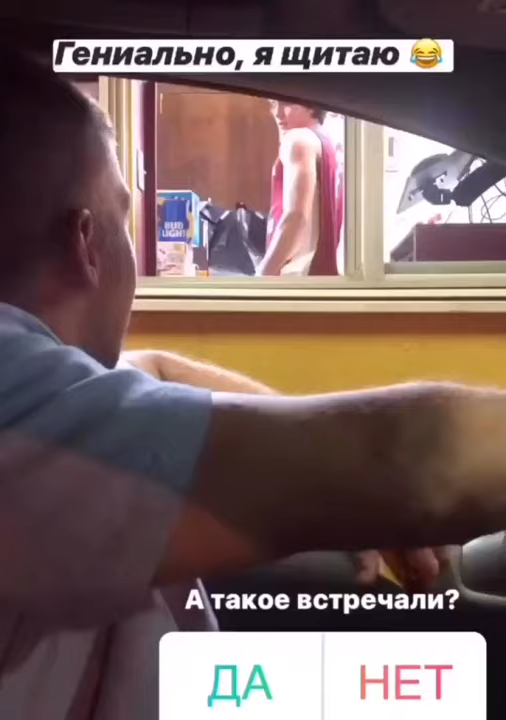 Гениально, я щитаю 😂
BUD
LIGHT
А такое встречали?
ДА
НЕТ